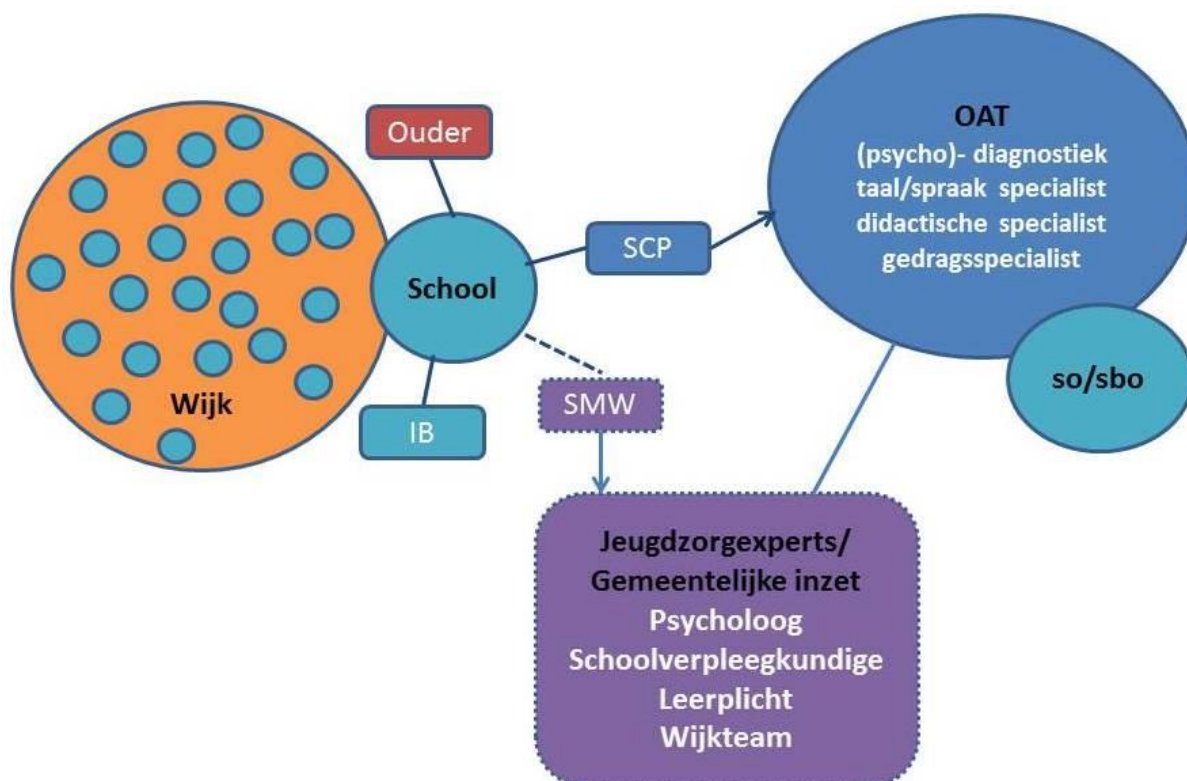 OAT
(psycho)- diagnostiek
taal/spraak specialist
didactische specialist
gedragsspecialist
Ouder
SCP
School
Wijk
IB
SMW
so/sbo
Jeugdzorgexperts/
Gemeentelijke inzet
Psycholoog
Schoolverpleegkundige
Leerplicht
Wijkteam